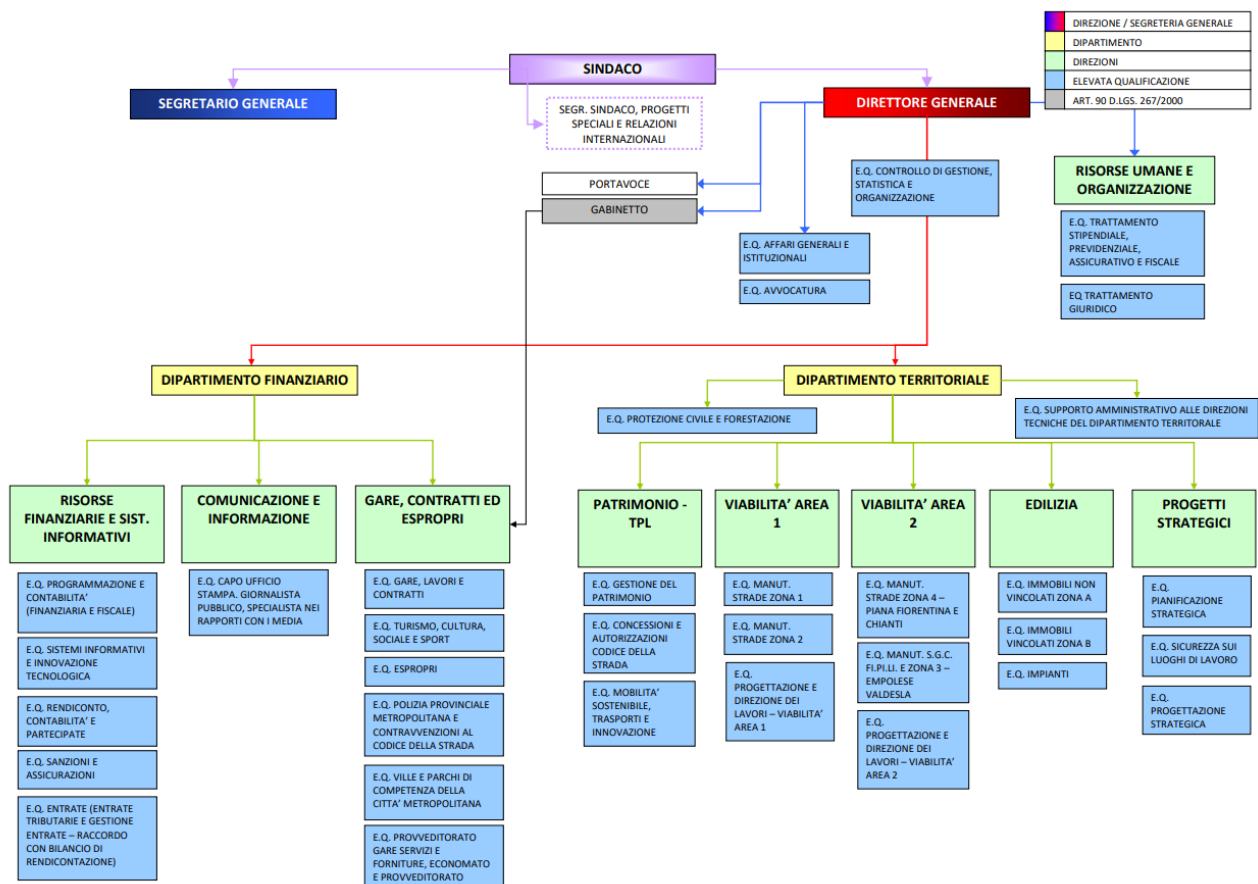 DIREZIONE / SEGRETERIA GENERALE
DIPARTIMENTO
DIREZIONI
ELEVATA QUALIFICAZIONE
ART. 90 D.LGS. 267/2000
SINDACO
SEGRETARIO GENERALE
DIRETTORE GENERALE
SEGR. SINDACO, PROGETTI
SPECIALI E RELAZIONI
INTERNAZIONALI
PORTAVOCE
GABINETTO
E.Q. CONTROLLO DI GESTIONE,
STATISTICA E
ORGANIZZAZIONE
E.Q. AFFARI GENERALI E
ISTITUZIONALI
E.Q. AVVOCATURA
RISORSE UMANE E
ORGANIZZAZIONE
E.Q. TRATTAMENTO
STIPENDIALE,
PREVIDENZIALE,
ASSICURATIVO E FISCALE
EQ TRATTAMENTO
GIURIDICO
DIPARTIMENTO FINANZIARIO
DIPARTIMENTO TERRITORIALE
E.Q. PROTEZIONE CIVILE E FORESTAZIONE
E.Q. SUPPORTO AMMINISTRATIVO ALLE DIREZIONI
TECNICHE DEL DIPARTIMENTO TERRITORALE
RISORSE
FINANZIARIE E SIST.
INFORMATIVI
E.Q. PROGRAMMAZIONE E
CONTABILITA’
(FINANZIARIA E FISCALE)
E.Q. SISTEMI INFORMATIVI
E INNOVAZIONE
TECNOLOGICA
E.Q. RENDICONTO,
CONTABILITA’ E
PARTECIPATE
E.Q. SANZIONI E
ASSICURAZIONI
E.Q. ENTRATE (ENTRATE
TRIBUTARIE E GESTIONE
ENTRATE – RACCORDO
CON BILANCIO DI
RENDICONTAZIONE)
COMUNICAZIONE E
INFORMAZIONE
E.Q. CAPO UFFICIO
STAMPA. GIORNALISTA
PUBBLICO, SPECIALISTA NEI
RAPPORTI CON I MEDIA
GARE, CONTRATTI ED
ESPROPRI
E.Q. GARE, LAVORI E
CONTRATTI
E.Q. TURISMO, CULTURA,
SOCIALE E SPORT
E.Q. ESPROPRI
E.Q. POLIZIA PROVINCIALE
METROPOLITANA E
CONTRAVVENZIONI AL
CODICE DELLA STRADA
E.Q. VILLE E PARCHI DI
COMPETENZA DELLA
CITTA’ METROPOLITANA
E.Q. PROVVEDITORATO
GARE SERVIZI E
FORNITURE, ECONOMATO
E PROVVEDITORATO
PATRIMONIO -
TPL
E.Q. GESTIONE DEL
PATRIMONIO
E.Q. CONCESSIONI E
AUTORIZZAZIONI
CODICE DELLA
STRADA
E.Q. MOBILITA’
SOSTENIBILE,
TRASPORTI E
INNOVAZIONE
VIABILITA’ AREA
1
E.Q. MANUT.
STRADE ZONA 1
E.Q. MANUT.
STRADE ZONA 2
E.Q.
PROGETTAZIONE E
DIREZIONE DEI
LAVORI – VIABILITA’
AREA 1
VIABILITA’ AREA
2
E.Q. MANUT.
STRADE ZONA 4 –
PIANA FIORENTINA E
CHIANTI
E.Q. MANUT. S.G.C.
FI.PI.LI. E ZONA 3 –
EMPOLESE
VALDESLA
E.Q.
PROGETTAZIONE E
DIREZIONE DEI
LAVORI – VIABILITA’
AREA 2
EDILIZIA
E.Q. IMMOBILI NON
VINCOLATI ZONA A
E.Q. IMMOBILI
VINCOLATI ZONA B
E.Q. IMPIANTI
PROGETTI
STRATEGICI
E.Q.
PIANIFICAZIONE
STRATEGICA
E.Q. SICUREZZA SUI
LUOGHI DI LAVORO
E.Q.
PROGETTAZIONE
STRATEGICA